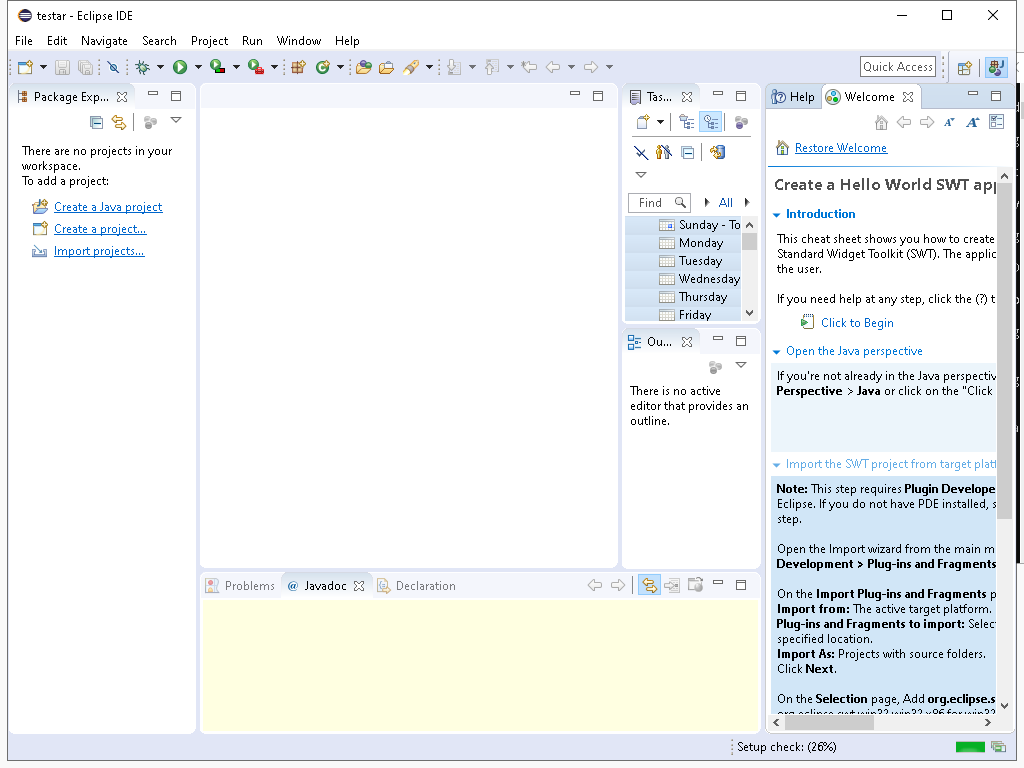 testar - Eclipse IDE
File Edit Navigate Search Project Run Window Help
Quick Access
Package Exp...
There are no projects in your
workspace.
To add a project:
Create a Java project
Create a project...
Import projects...
Tas...
Find
All
Sunday - To
Monday
Tuesday
Wednesday
Thursday
Friday
Ou...
There is no active
editor that provides an
outline.
Help Welcome
Restore Welcome
Create a Hello World SWT app
Introduction
This cheat sheet shows you how to create
Standard Widget Toolkit (SWT). The applic
the user.
If you need help at any step, click the (?) t
Click to Begin
Open the Java perspective
If you're not already in the Java perspectiv
Perspective > Java or click on the "Click
Import the SWT project from target platf
Note: This step requires Plugin Develope
Eclipse. If you do not have PDE installed, s
step.
Open the Import wizard from the main m
Development > Plug-ins and Fragments
On the Import Plug-ins and Fragments p
Import from: The active target platform.
Plug-ins and Fragments to import: Selec
specified location.
Import As: Projects with source folders.
Click Next.
On the Selection page, Add org.eclipse.s
org.eclipse.swt.win32.win32.x86 for win32
Problems @ Javadoc Declaration
Setup check: (26%)